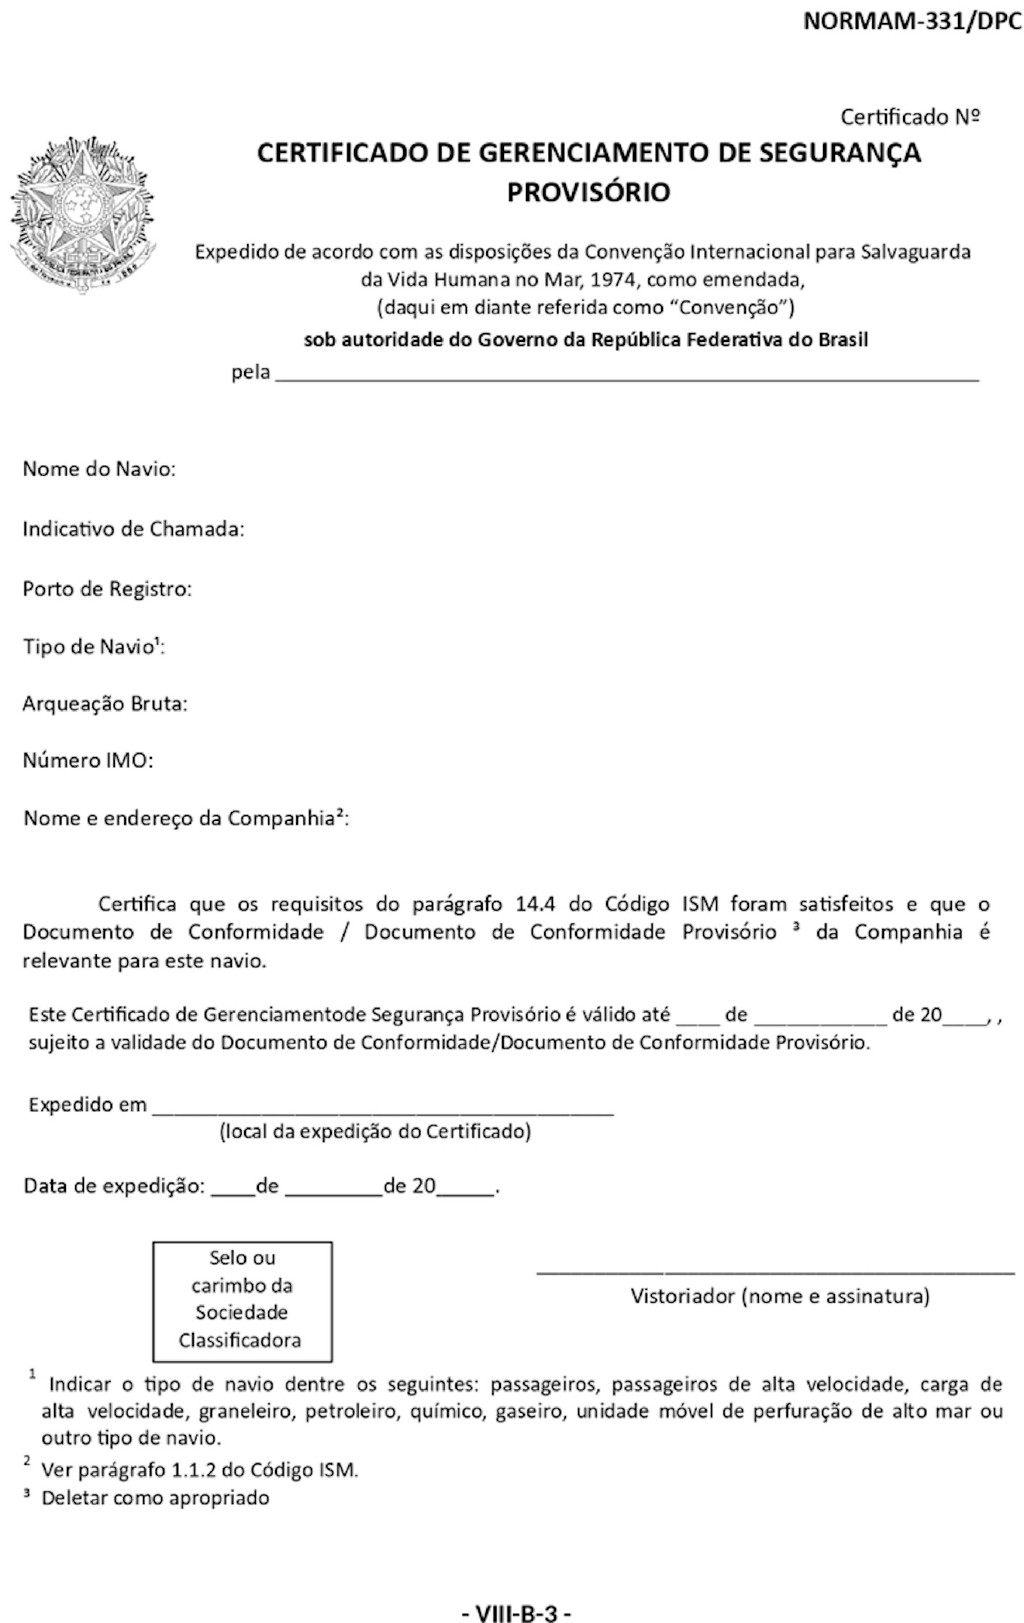 NORMAM-331/DPC
Certificado Nº
CERTIFICADO DE GERENCIAMENTO DE SEGURANÇA
PROVISÓRIO
Expedido de acordo com as disposições da Convenção Internacional para Salvaguarda
da Vida Humana no Mar, 1974, como emendada,
(daqui em diante referida como “Convenção”)
sob autoridade do Governo da República Federativa do Brasil
pela ________________________________________________________________
Nome do Navio:
Indicativo de Chamada:
Porto de Registro:
Tipo de Navio¹:
Arqueação Bruta:
Número IMO:
Nome e endereço da Companhia²:
Certifica que os requisitos do parágrafo 14.4 do Código ISM foram satisfeitos e que o
Documento de Conformidade / Documento de Conformidade Provisório ³ da Companhia é
relevante para este navio.
Este Certificado de Gerenciamentode Segurança Provisório é válido até ____ de ____________ de 20____, ,
sujeito a validade do Documento de Conformidade/Documento de Conformidade Provisório.
Expedido em __________________________________________
(local da expedição do Certificado)
Data de expedição: ____de _________de 20_____.
Selo ou
carimbo da
Sociedade
Classificadora
____________________________________________
Vistoriador (nome e assinatura)
¹ Indicar o tipo de navio dentre os seguintes: passageiros, passageiros de alta velocidade, carga de
alta velocidade, graneleiro, petroleiro, químico, gaseiro, unidade móvel de perfuração de alto mar ou
outro tipo de navio.
² Ver parágrafo 1.1.2 do Código ISM.
³ Deletar como apropriado
- VIII-B-3 -